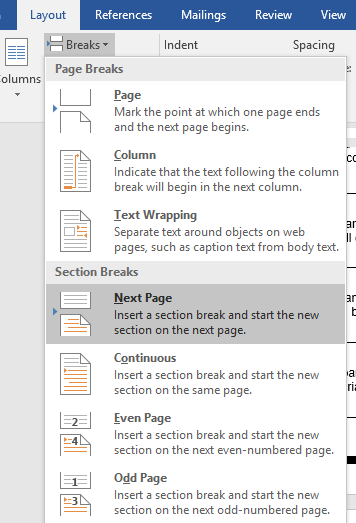 Layout References Mailings Review View
Breaks Indent Spacing
Columns
Page Breaks
Page
Mark the point at which one page ends
and the next page begins.
Column
Indicate that the text following the column
break will begin in the next column.
Text Wrapping
Separate text around objects on web
pages, such as caption text from body text.
Section Breaks
Next Page
Insert a section break and start the new
section on the next page.
Continuous
Insert a section break and start the new
section on the same page.
2
4
Even Page
Insert a section break and start the new
section on the next even-numbered page.
1
3
Odd Page
Insert a section break and start the new
section on the next odd-numbered page.